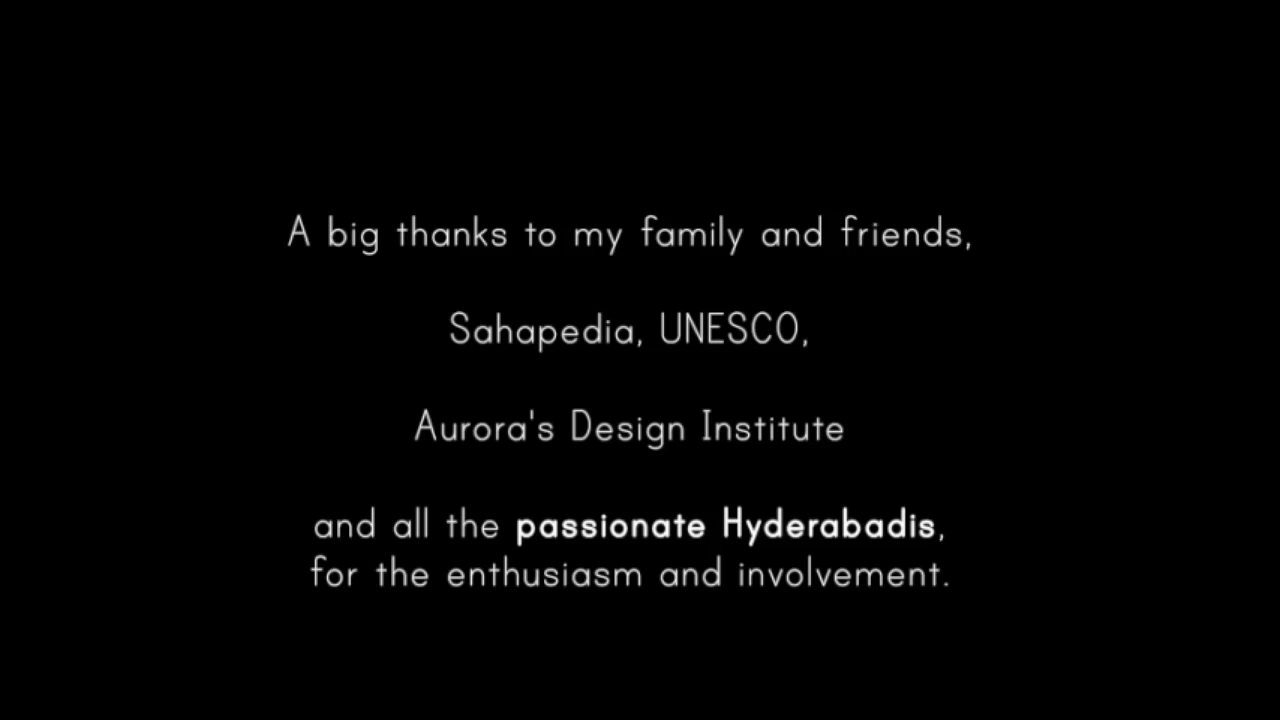 A big thanks to my family and friends,
Sahapedia, UNESCO,
Aurora's Design Institute
and all the passionate Hyderabadis,
for the enthusiasm and involvement.